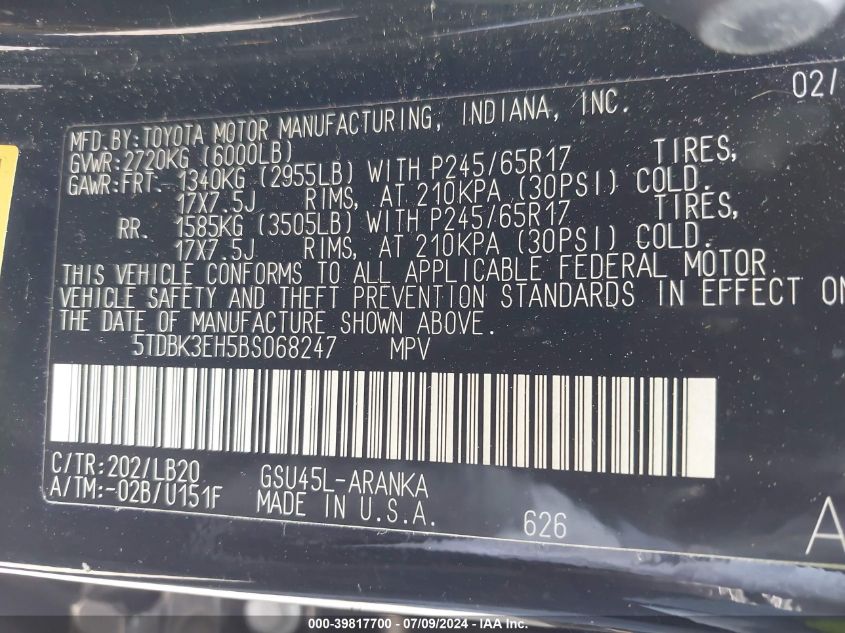 02/
MFD.BY:TOYOTA MOTOR MANUFACTURING, INDIANA, INC.
GVWR:2720KG (6000LB)
GAWR:FRT. 1340KG (2955LB) WITH P245/65R17 TIRES,
17X7.5J RIMS, AT 210KPA (30PSI) COLD.
RR. 1585KG (3505LB) WITH P245/65R17 TIRES,
17X7.5J RIMS, AT 210KPA (30PSI) COLD.
THIS VEHICLE CONFORMS TO ALL APPLICABLE FEDERAL MOTOR
VEHICLE SAFETY AND THEFT PREVENTION STANDARDS IN EFFECT ON
THE DATE OF MANUFACTURE SHOWN ABOVE.
5TDBK3EH5BS068247 MPV
C/TR:202/LB20 GSU45L-ARANKA
A/TM:-02B/U151F MADE IN U.S.A.
626
A
000-39817700 - 07/09/2024 - IAA Inc.